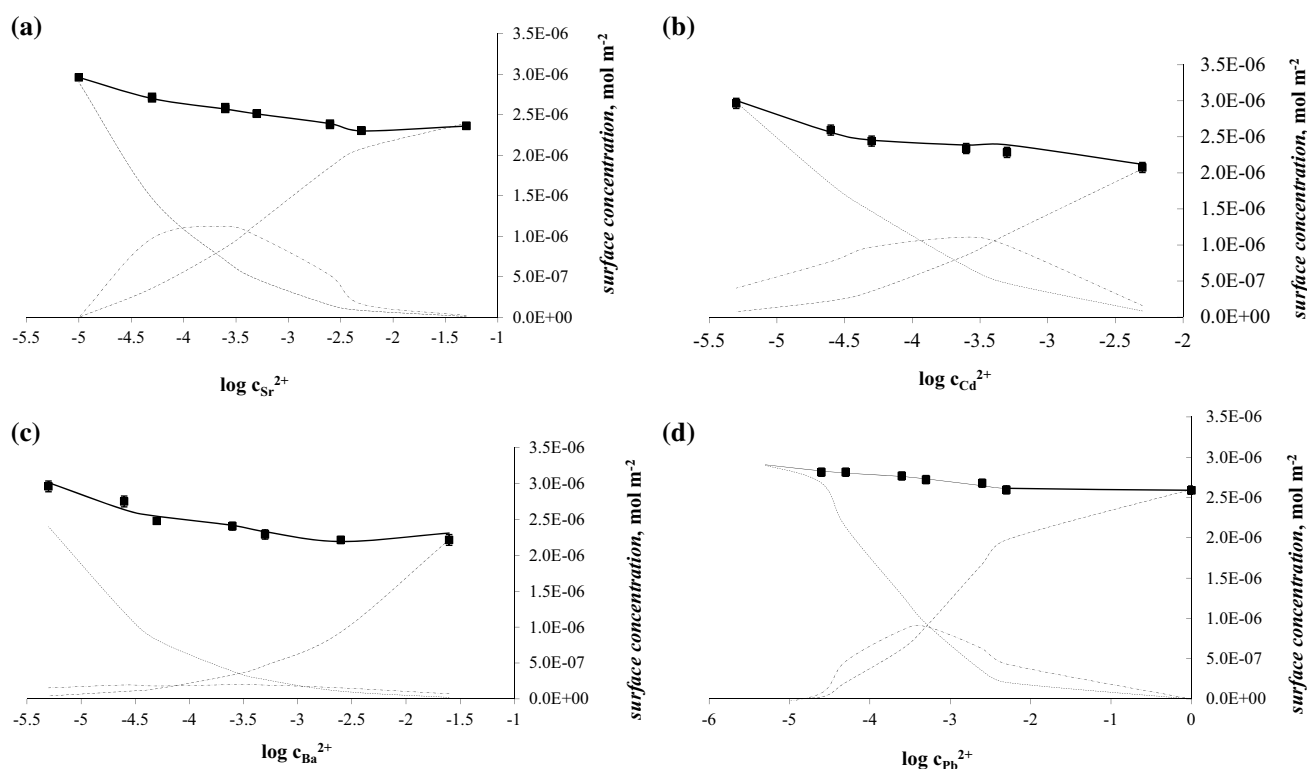 (a)
3.5E-06
3.0E-06
2.5E-06
2.0E-06
1.5E-06
1.0E-06
5.0E-07
0.0E+00
surface concentration, mol m⁻²
-5.5 -5 -4.5 -4 -3.5 -3 -2.5 -2 -1.5 -1
log c_Sr²⁺
(b)
3.5E-06
3.0E-06
2.5E-06
2.0E-06
1.5E-06
1.0E-06
5.0E-07
0.0E+00
surface concentration, mol m⁻²
-5.5 -5 -4.5 -4 -3.5 -3 -2.5 -2
log c_Cd²⁺
(c)
3.5E-06
3.0E-06
2.5E-06
2.0E-06
1.5E-06
1.0E-06
5.0E-07
0.0E+00
surface concentration, mol m⁻²
-5.5 -5 -4.5 -4 -3.5 -3 -2.5 -2 -1.5 -1
log c_Ba²⁺
(d)
3.5E-06
3.0E-06
2.5E-06
2.0E-06
1.5E-06
1.0E-06
5.0E-07
0.0E+00
surface concentration, mol m⁻²
-6 -5 -4 -3 -2 -1 0
log c_Pb²⁺